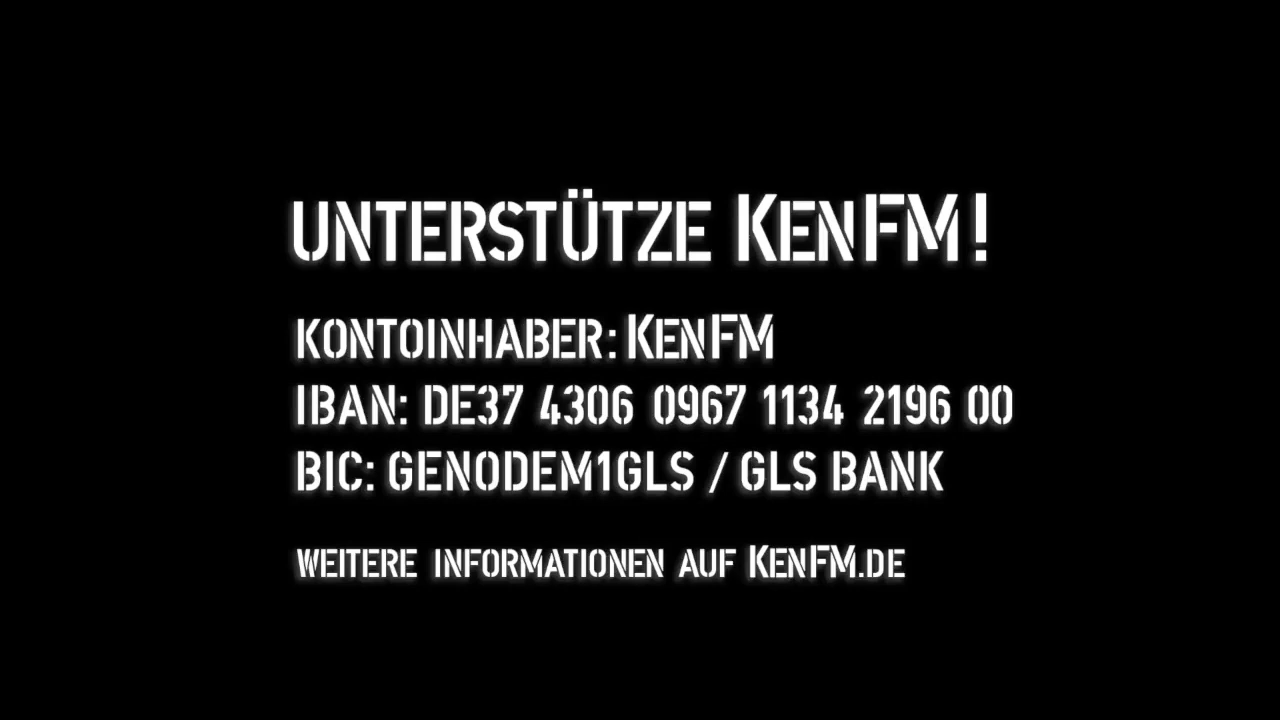 UNTERSTÜTZE KENFM!
KONTOINHABER: KENFM
IBAN: DE37 4306 0967 1134 2196 00
BIC: GENODEM1GLS / GLS BANK
WEITERE INFORMATIONEN AUF KENFM.DE